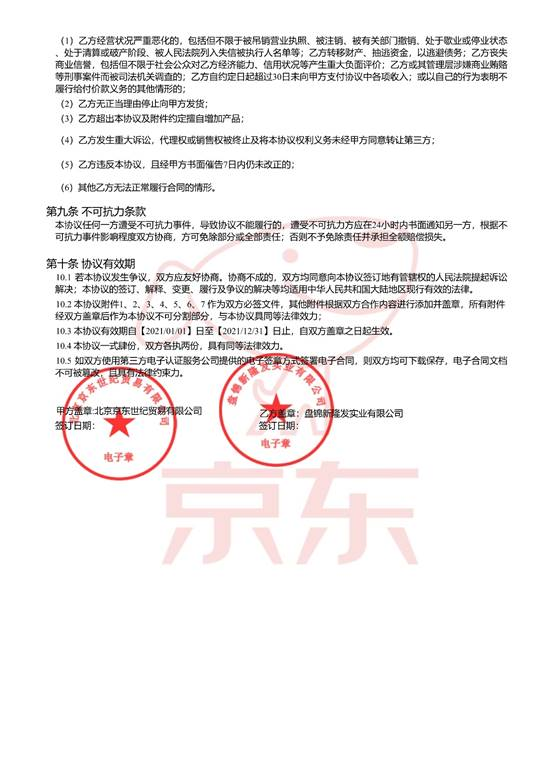 （1）乙方经营状况严重恶化的，包括但不限于被吊销营业执照、被注销、被有关部门撤销、处于歇业或停业状态
、处于清算或破产阶段、被人民法院列入失信被执行人名单等；乙方转移财产、抽逃资金，以逃避债务；乙方丧失
商业信誉，包括但不限于社会公众对乙方经济能力、信用状况等产生重大负面评价；乙方或其管理层涉嫌商业贿赂
等刑事案件而被司法机关调查的；乙方自约定日起超过30日未向甲方支付协议中各项收入；或以自己的行为表明不
履行给付价款义务的其他情形的；
（2）乙方无正当理由停止向甲方发货；
（3）乙方超出本协议及附件约定擅自增加产品；
（4）乙方发生重大诉讼，代理权或销售权被终止及将本协议权利义务未经甲方同意转让第三方；
（5）乙方违反本协议，且经甲方书面催告7日内仍未改正的；
（6）其他乙方无法正常履行合同的情形。
第九条 不可抗力条款
本协议任何一方遭受不可抗力事件，导致协议不能履行的，遭受不可抗力方应在24小时内书面通知另一方，根据不
可抗力事件影响程度双方协商，方可免除部分或全部责任；否则不予免除责任并承担全额赔偿损失。
第十条 协议有效期
10.1 若本协议发生争议，双方应友好协商。协商不成的，双方均同意向本协议签订地有管辖权的人民法院提起诉讼
解决；本协议的签订、解释、变更、履行及争议的解决等均适用中华人民共和国大陆地区现行有效的法律。
10.2 本协议附件1、2、3、4、5、6、7 作为双方必签文件，其他附件根据双方合作内容进行添加并盖章，所有附件
经双方盖章后作为本协议不可分割部分，与本协议具同等法律效力；
10.3 本协议有效期自【2021/01/01】日至【2021/12/31】日止，自双方盖章之日起生效。
10.4 本协议一式肆份，双方各执两份，具有同等法律效力。
10.5 如双方使用第三方电子认证服务公司提供的电子签章方式签署电子合同，则双方均可下载保存，电子合同文档
不可被篡改，且具有法律约束力。
甲方盖章:北京京东世纪贸易有限公司
乙方盖章：盘锦新隆发实业有限公司
签订日期：
签订日期：
北京京东世纪贸易有限公司
电子章
盘锦新隆发实业有限公司
电子章
京东